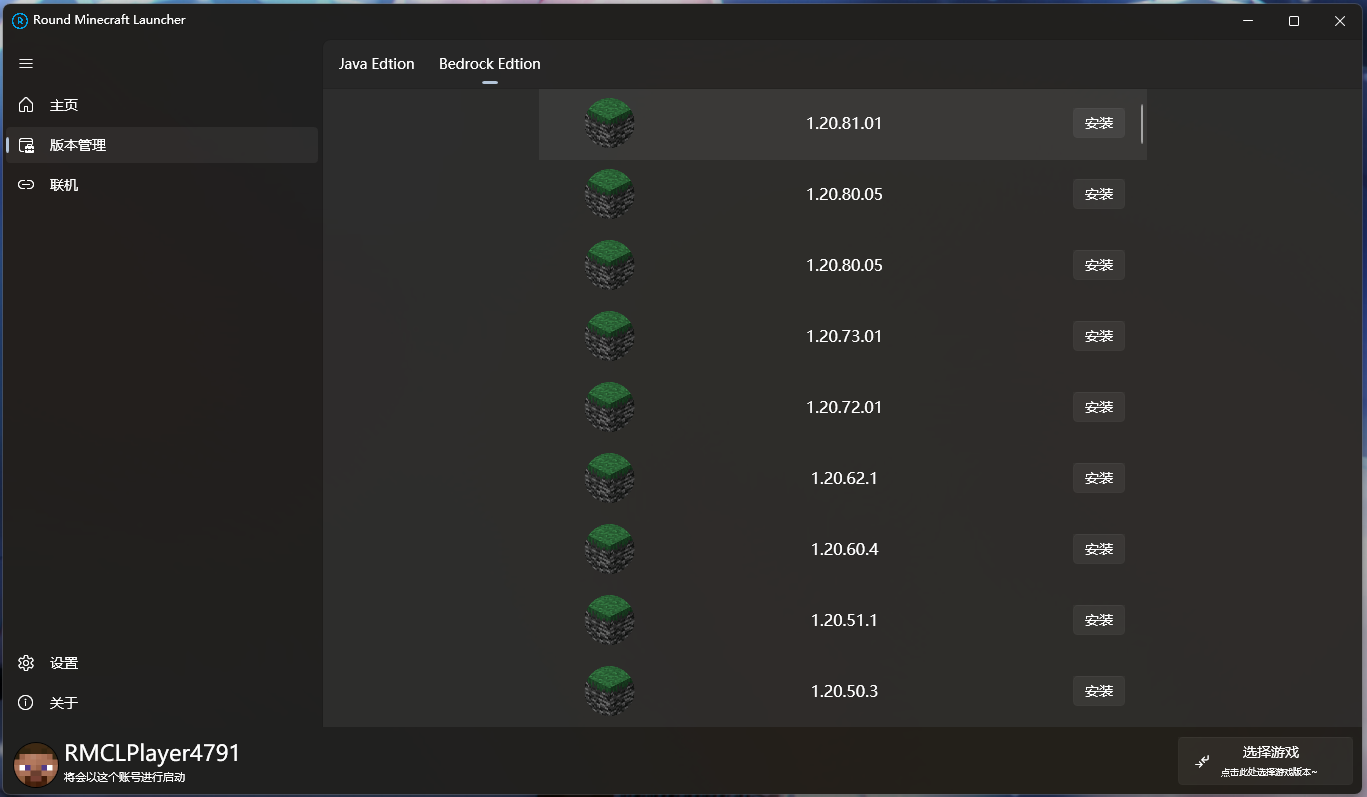 Round Minecraft Launcher
Java Edtion
Bedrock Edtion
主页
版本管理
联机
1.20.81.01
安装
1.20.80.05
安装
1.20.80.05
安装
1.20.73.01
安装
1.20.72.01
安装
1.20.62.1
安装
1.20.60.4
安装
1.20.51.1
安装
1.20.50.3
安装
设置
关于
RMCLPlayer4791
将会以这个账号进行启动
选择游戏
点击此处选择游戏版本~